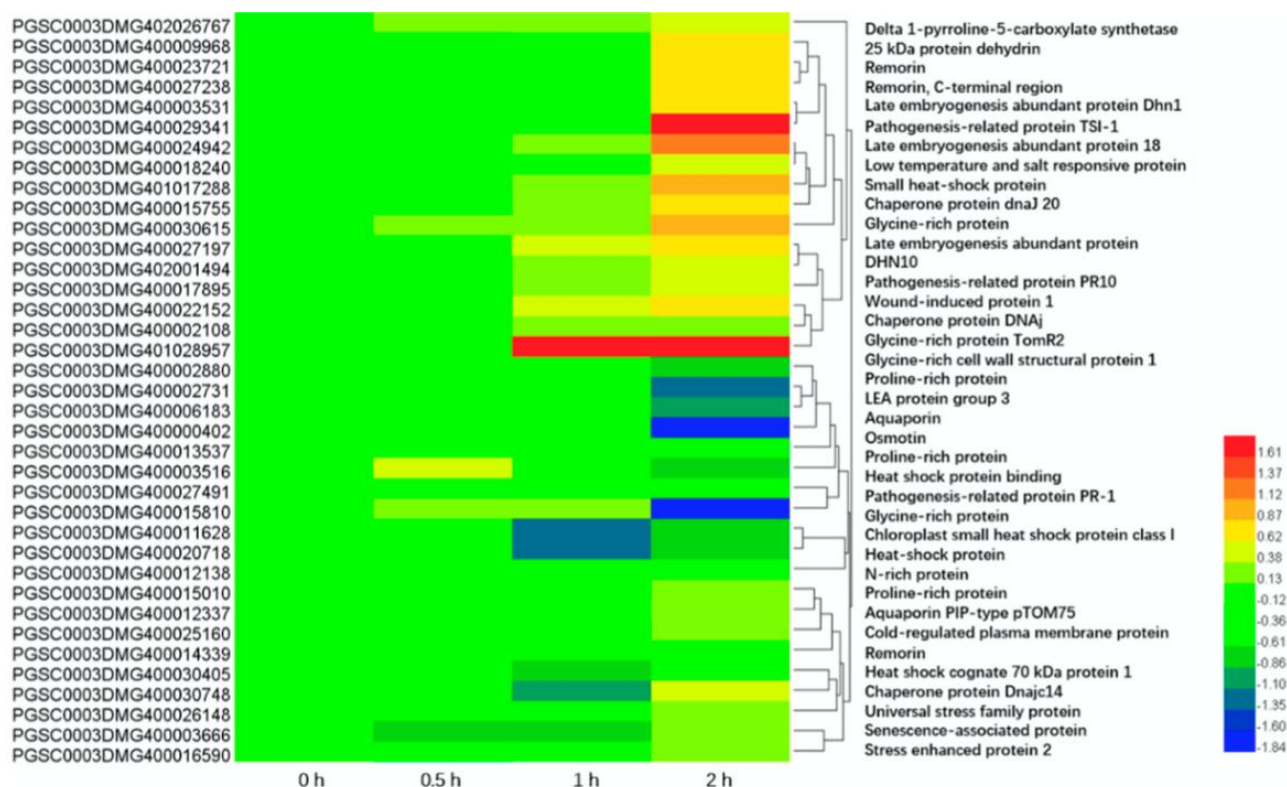 PGSC0003DMG402026767
PGSC0003DMG400009968
PGSC0003DMG400023721
PGSC0003DMG400027238
PGSC0003DMG400003531
PGSC0003DMG400029341
PGSC0003DMG400024942
PGSC0003DMG400018240
PGSC0003DMG401017288
PGSC0003DMG400015755
PGSC0003DMG400030615
PGSC0003DMG400027197
PGSC0003DMG402001494
PGSC0003DMG400017895
PGSC0003DMG400022152
PGSC0003DMG400002108
PGSC0003DMG401028957
PGSC0003DMG400002880
PGSC0003DMG400002731
PGSC0003DMG400006183
PGSC0003DMG400000402
PGSC0003DMG400013537
PGSC0003DMG400003516
PGSC0003DMG400027491
PGSC0003DMG400015810
PGSC0003DMG400011628
PGSC0003DMG400020718
PGSC0003DMG400012138
PGSC0003DMG400015010
PGSC0003DMG400012337
PGSC0003DMG400025160
PGSC0003DMG400014339
PGSC0003DMG400030405
PGSC0003DMG400030748
PGSC0003DMG400026148
PGSC0003DMG400003666
PGSC0003DMG400016590
0 h
0.5 h
1 h
2 h
Delta 1-pyrroline-5-carboxylate synthetase
25 kDa protein dehydrin
Remorin
Remorin, C-terminal region
Late embryogenesis abundant protein Dhn1
Pathogenesis-related protein TSI-1
Late embryogenesis abundant protein 18
Low temperature and salt responsive protein
Small heat-shock protein
Chaperone protein dnaJ 20
Glycine-rich protein
Late embryogenesis abundant protein
DHN10
Pathogenesis-related protein PR10
Wound-induced protein 1
Chaperone protein DNAj
Glycine-rich protein TomR2
Glycine-rich cell wall structural protein 1
Proline-rich protein
LEA protein group 3
Aquaporin
Osmotin
Proline-rich protein
Heat shock protein binding
Pathogenesis-related protein PR-1
Glycine-rich protein
Chloroplast small heat shock protein class I
Heat-shock protein
N-rich protein
Proline-rich protein
Aquaporin PIP-type pTOM75
Cold-regulated plasma membrane protein
Remorin
Heat shock cognate 70 kDa protein 1
Chaperone protein Dnajc14
Universal stress family protein
Senescence-associated protein
Stress enhanced protein 2
1.61
1.37
1.12
0.87
0.62
0.38
0.13
-0.12
-0.36
-0.61
-0.86
-1.10
-1.35
-1.60
-1.84